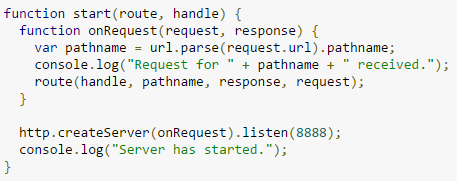 function start(route, handle) {
  function onRequest(request, response) {
    var pathname = url.parse(request.url).pathname;
    console.log("Request for " + pathname + " received.");
    route(handle, pathname, response, request);
  }

  http.createServer(onRequest).listen(8888);
  console.log("Server has started.");
}